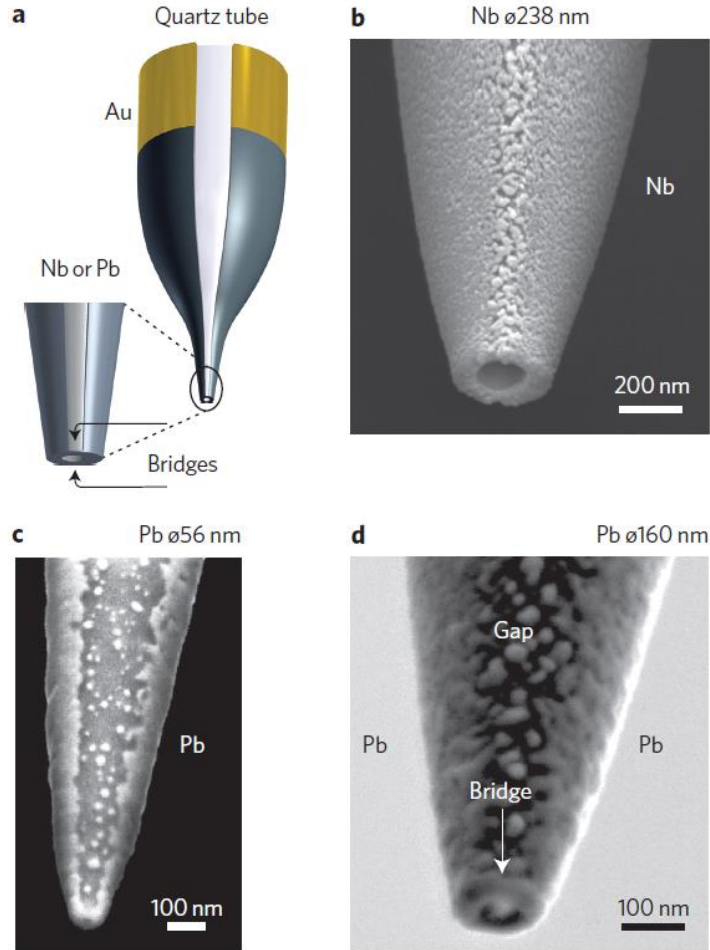 a
Quartz tube
Au
Nb or Pb
Bridges
b
Nb ø238 nm
Nb
200 nm
c
Pb ø56 nm
Pb
100 nm
d
Pb ø160 nm
Gap
Pb
Pb
Bridge
100 nm